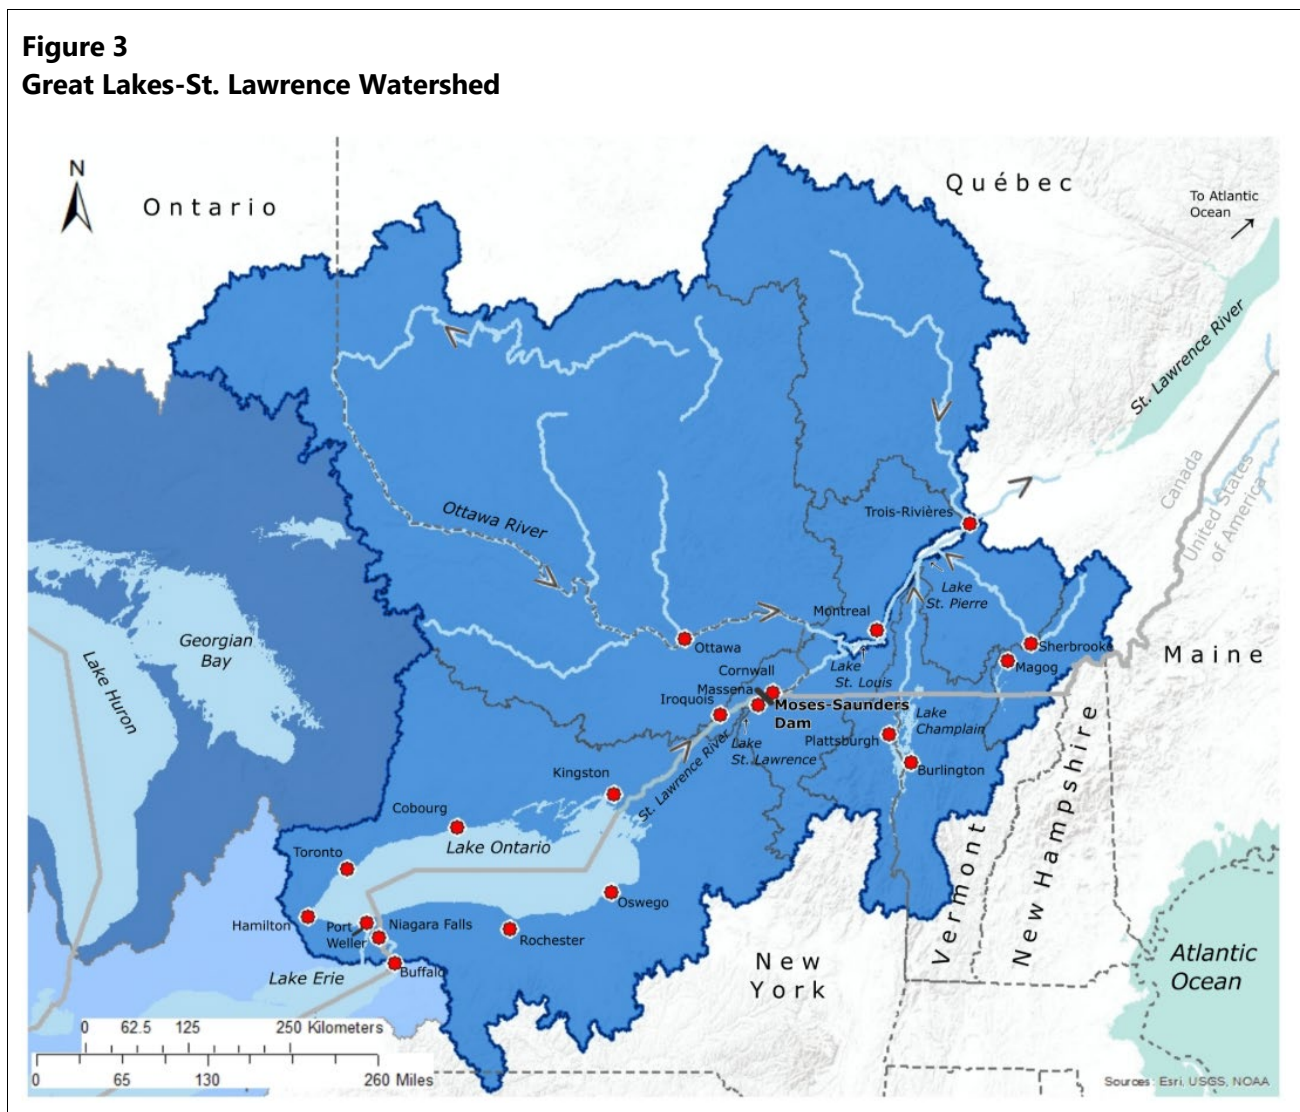 Figure 3
Great Lakes-St. Lawrence Watershed
N
Ontario
Québec
To Atlantic
Ocean
St. Lawrence River
Canada
United States
of America
Ottawa River
Trois-Rivières
Lake
St. Pierre
Georgian
Bay
Lake Huron
Montreal
Ottawa
Sherbrooke
Magog
Maine
Lake
St. Louis
Cornwall
Massena
Iroquois
Moses-Saunders
Dam
Lake
Champlain
Plattsburgh
Lake
St. Lawrence
St. Lawrence River
Burlington
Kingston
Cobourg
Lake Ontario
Toronto
Vermont
New Hampshire
Oswego
Hamilton
Port
Weller
Niagara Falls
Rochester
Buffalo
Lake Erie
New
York
Atlantic
Ocean
0 62.5 125 250 Kilometers
0 65 130 260 Miles
Sources: Esri, USGS, NOAA